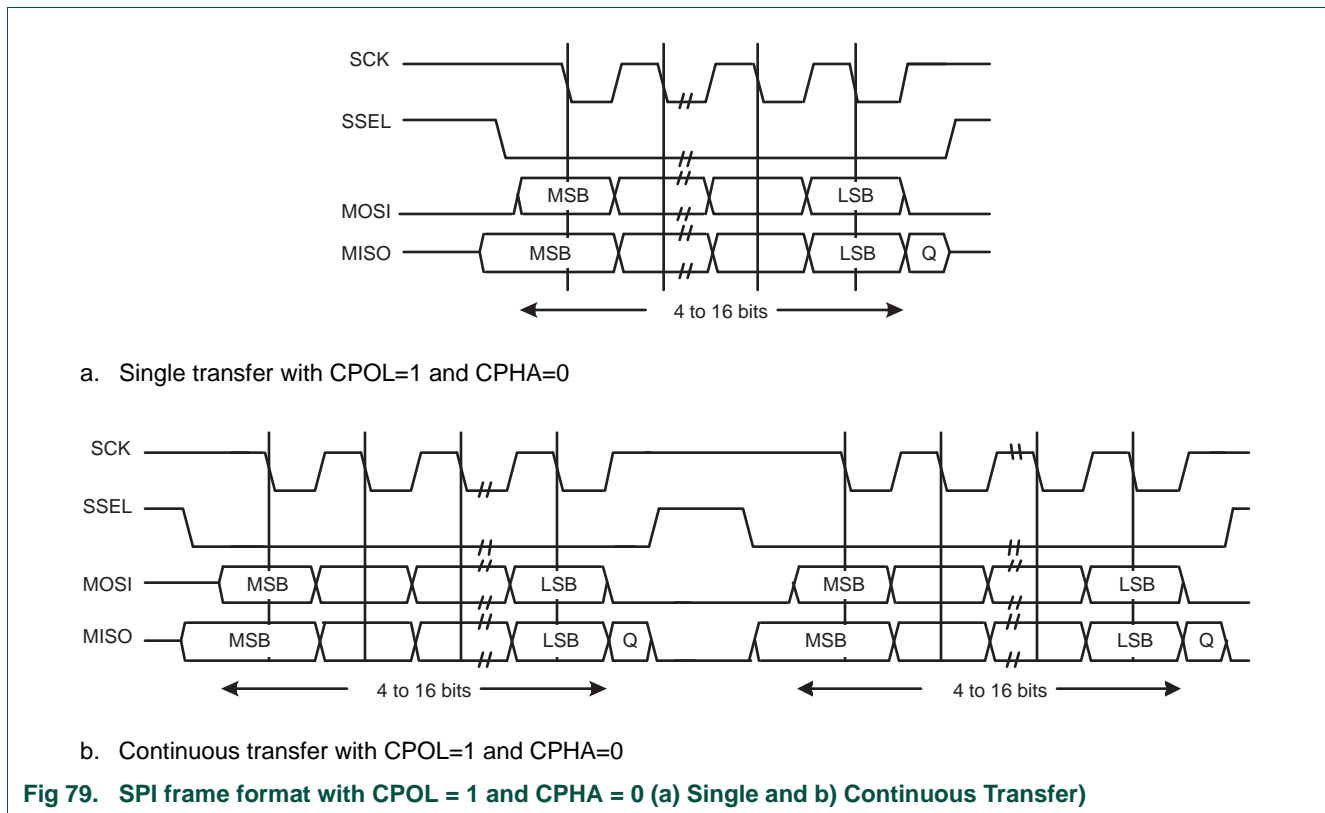 SCK
SSEL
MOSI MSB LSB
MISO MSB LSB Q
4 to 16 bits
a. Single transfer with CPOL=1 and CPHA=0
SCK
SSEL
MOSI MSB LSB MSB LSB
MISO MSB LSB Q MSB LSB Q
4 to 16 bits 4 to 16 bits
b. Continuous transfer with CPOL=1 and CPHA=0
Fig 79. SPI frame format with CPOL = 1 and CPHA = 0 (a) Single and b) Continuous Transfer)